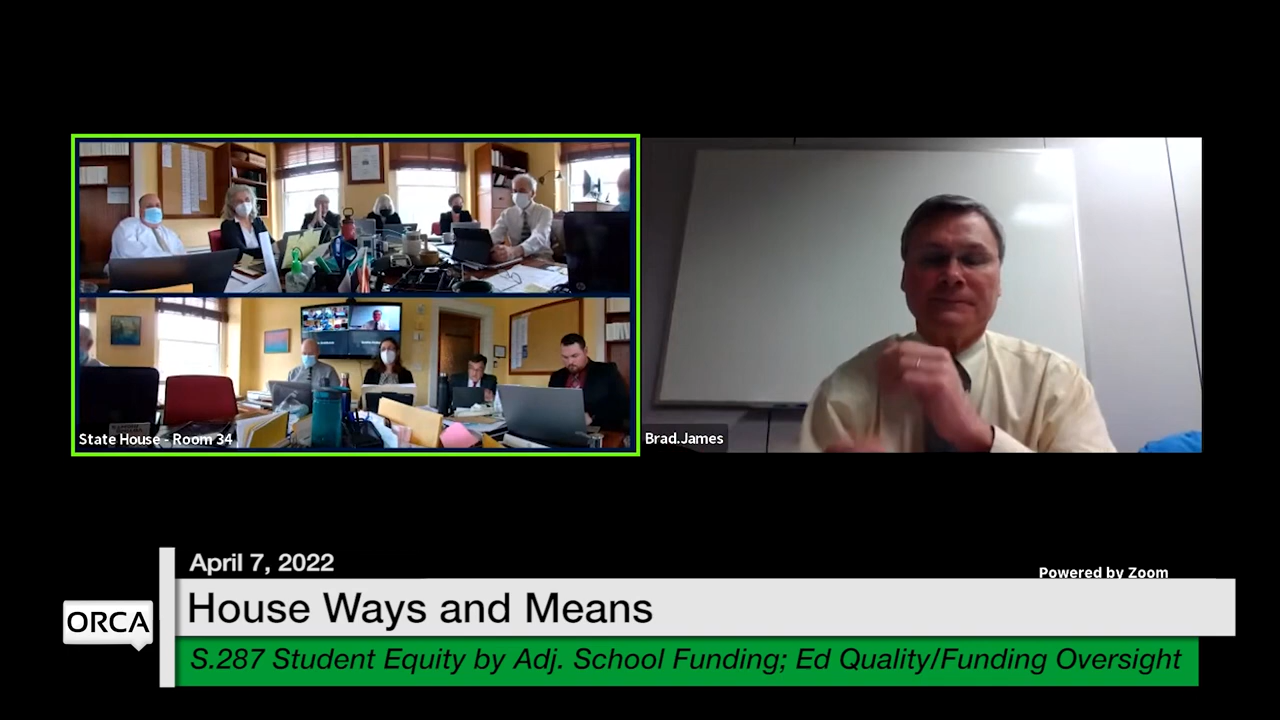 State House - Room 34
Brad.James
April 7, 2022
Powered by Zoom
House Ways and Means
ORCA
S.287 Student Equity by Adj. School Funding; Ed Quality/Funding Oversight